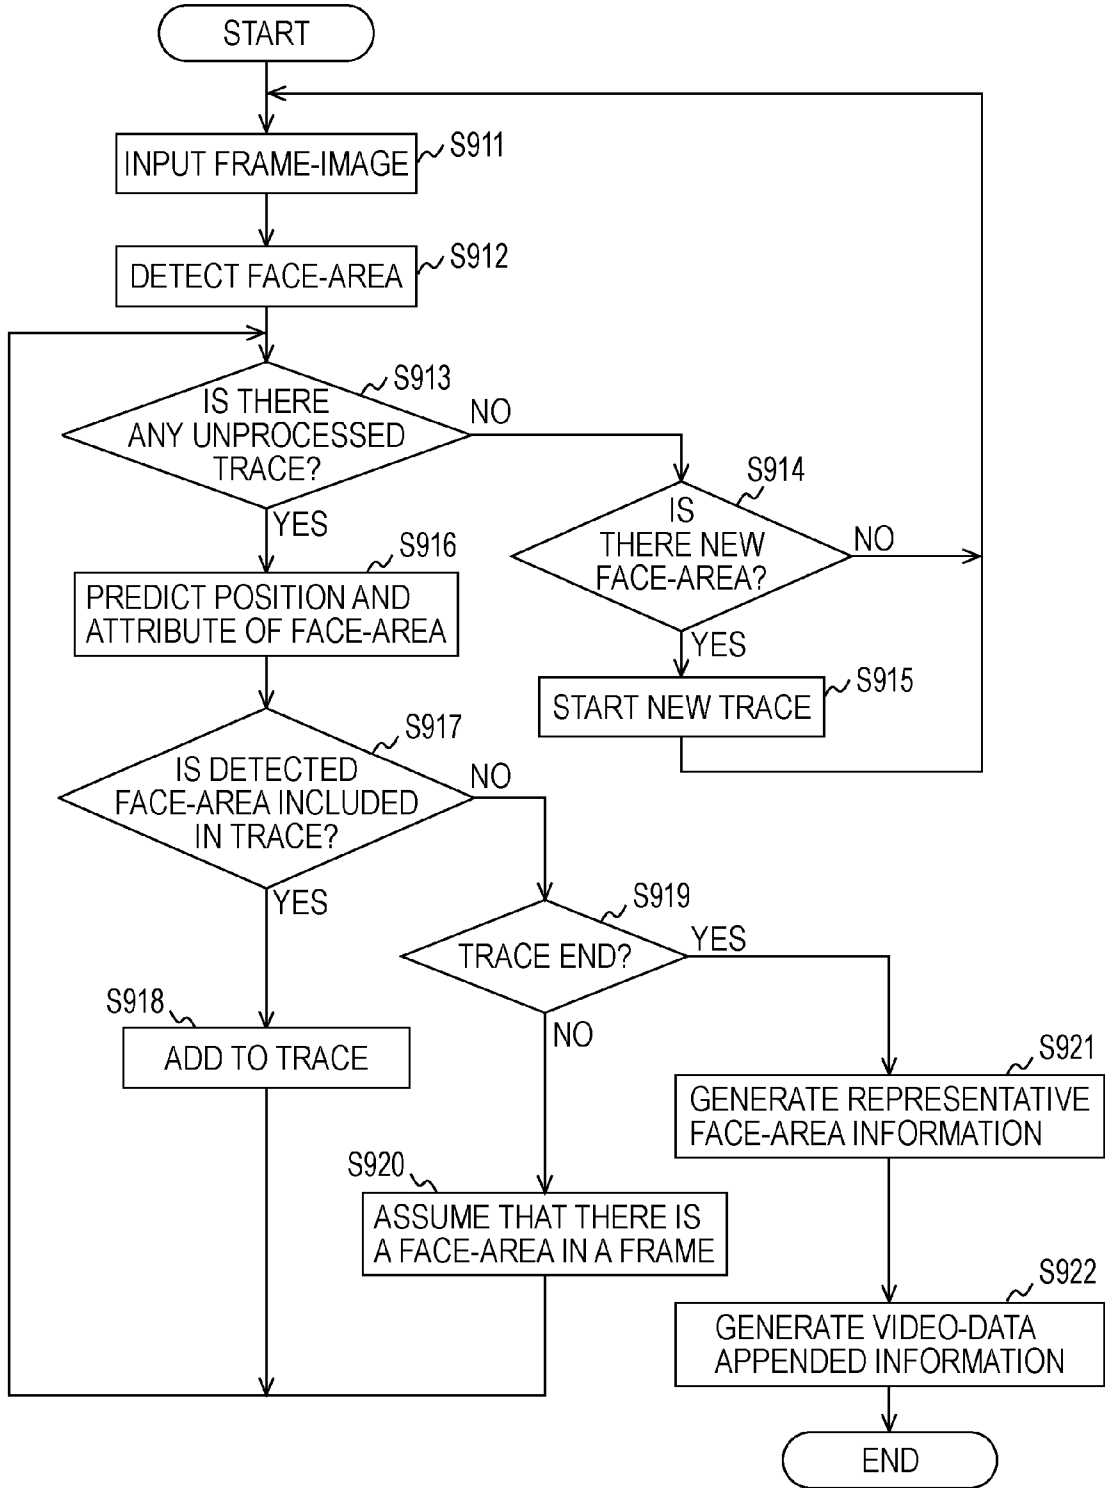 START
INPUT FRAME-IMAGE
S911
DETECT FACE-AREA
S912
S913
IS THERE
ANY UNPROCESSED
TRACE?
NO
YES
S914
IS
THERE NEW
FACE-AREA?
NO
YES
S915
START NEW TRACE
S916
PREDICT POSITION AND
ATTRIBUTE OF FACE-AREA
S917
IS DETECTED
FACE-AREA INCLUDED
IN TRACE?
NO
YES
S918
ADD TO TRACE
S919
TRACE END?
YES
NO
S920
ASSUME THAT THERE IS
A FACE-AREA IN A FRAME
S921
GENERATE REPRESENTATIVE
FACE-AREA INFORMATION
S922
GENERATE VIDEO-DATA
APPENDED INFORMATION
END